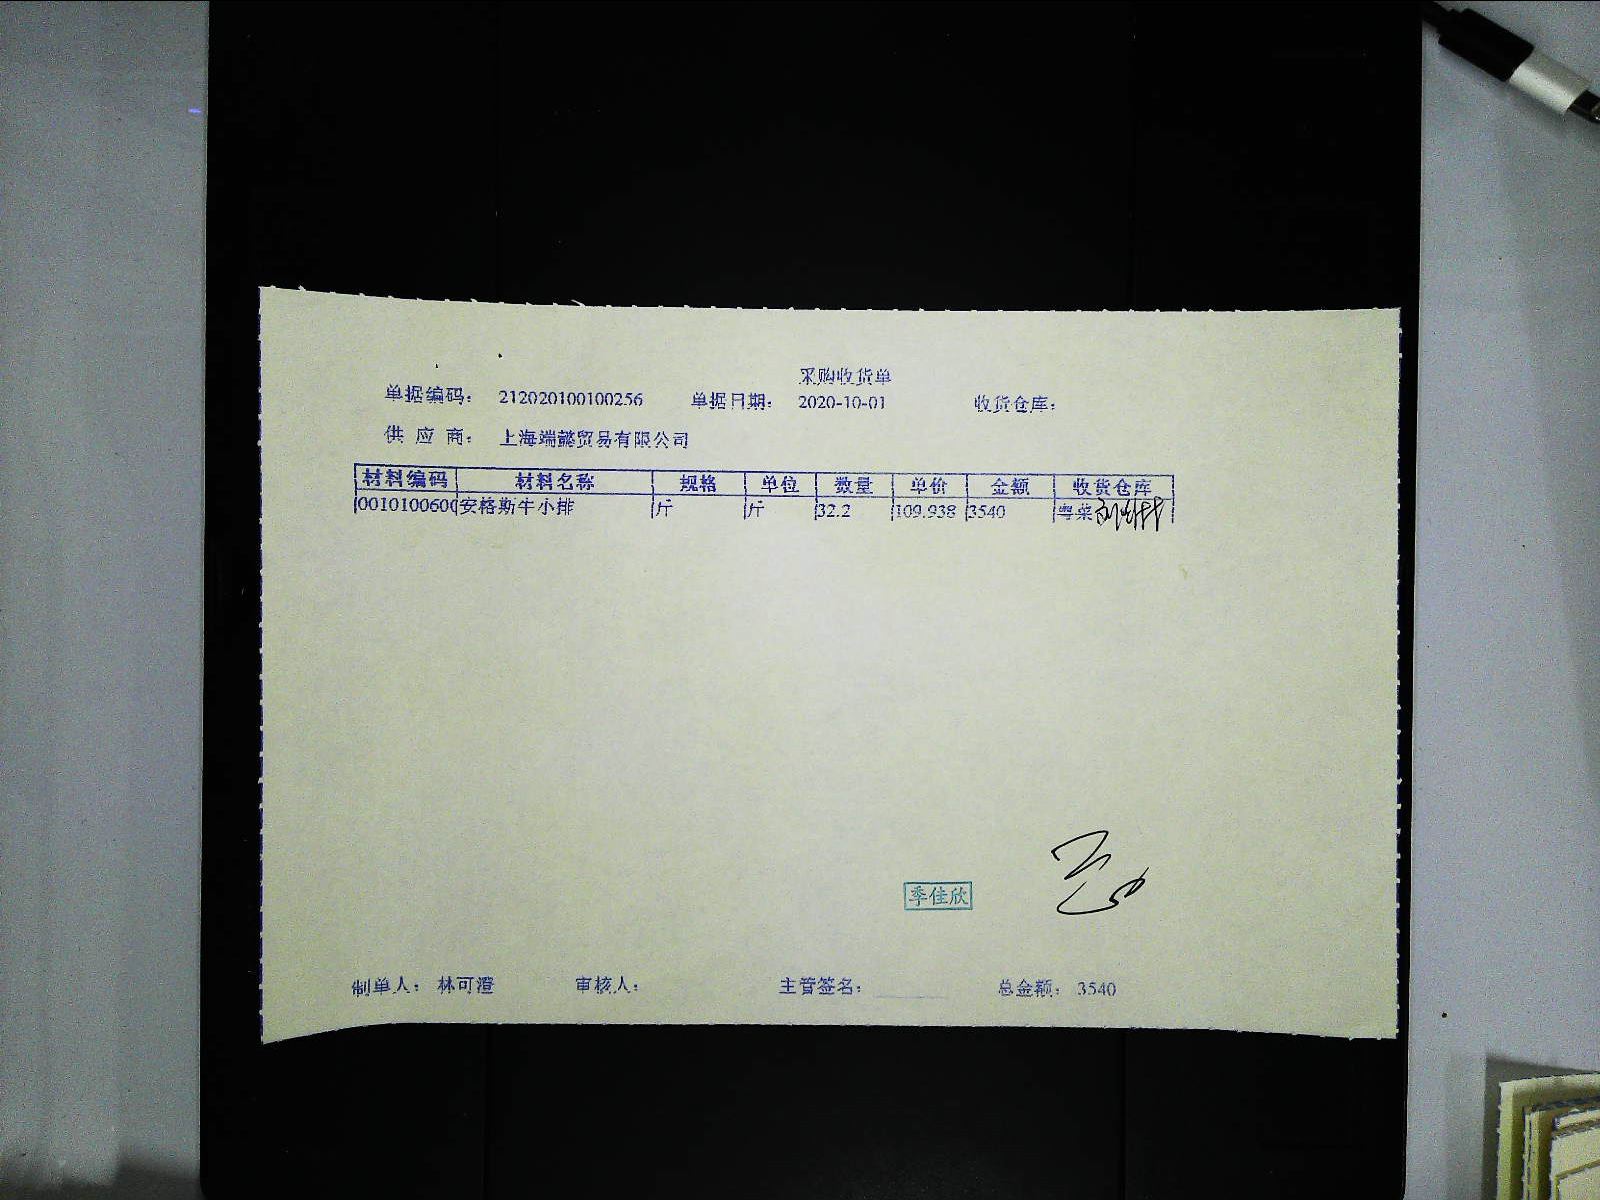 采购收货单
单据编码： 212020100100256 单据日期： 2020-10-01 收货仓库：
供 应 商： 上海端懿贸易有限公司
材料编码 材料名称 规格 单位 数量 单价 金额 收货仓库
0010100600 安格斯牛小排 斤 斤 32.2 109.938 3540 粤菜
季佳欣
制单人： 林可澄 审核人： 主管签名： 总金额： 3540